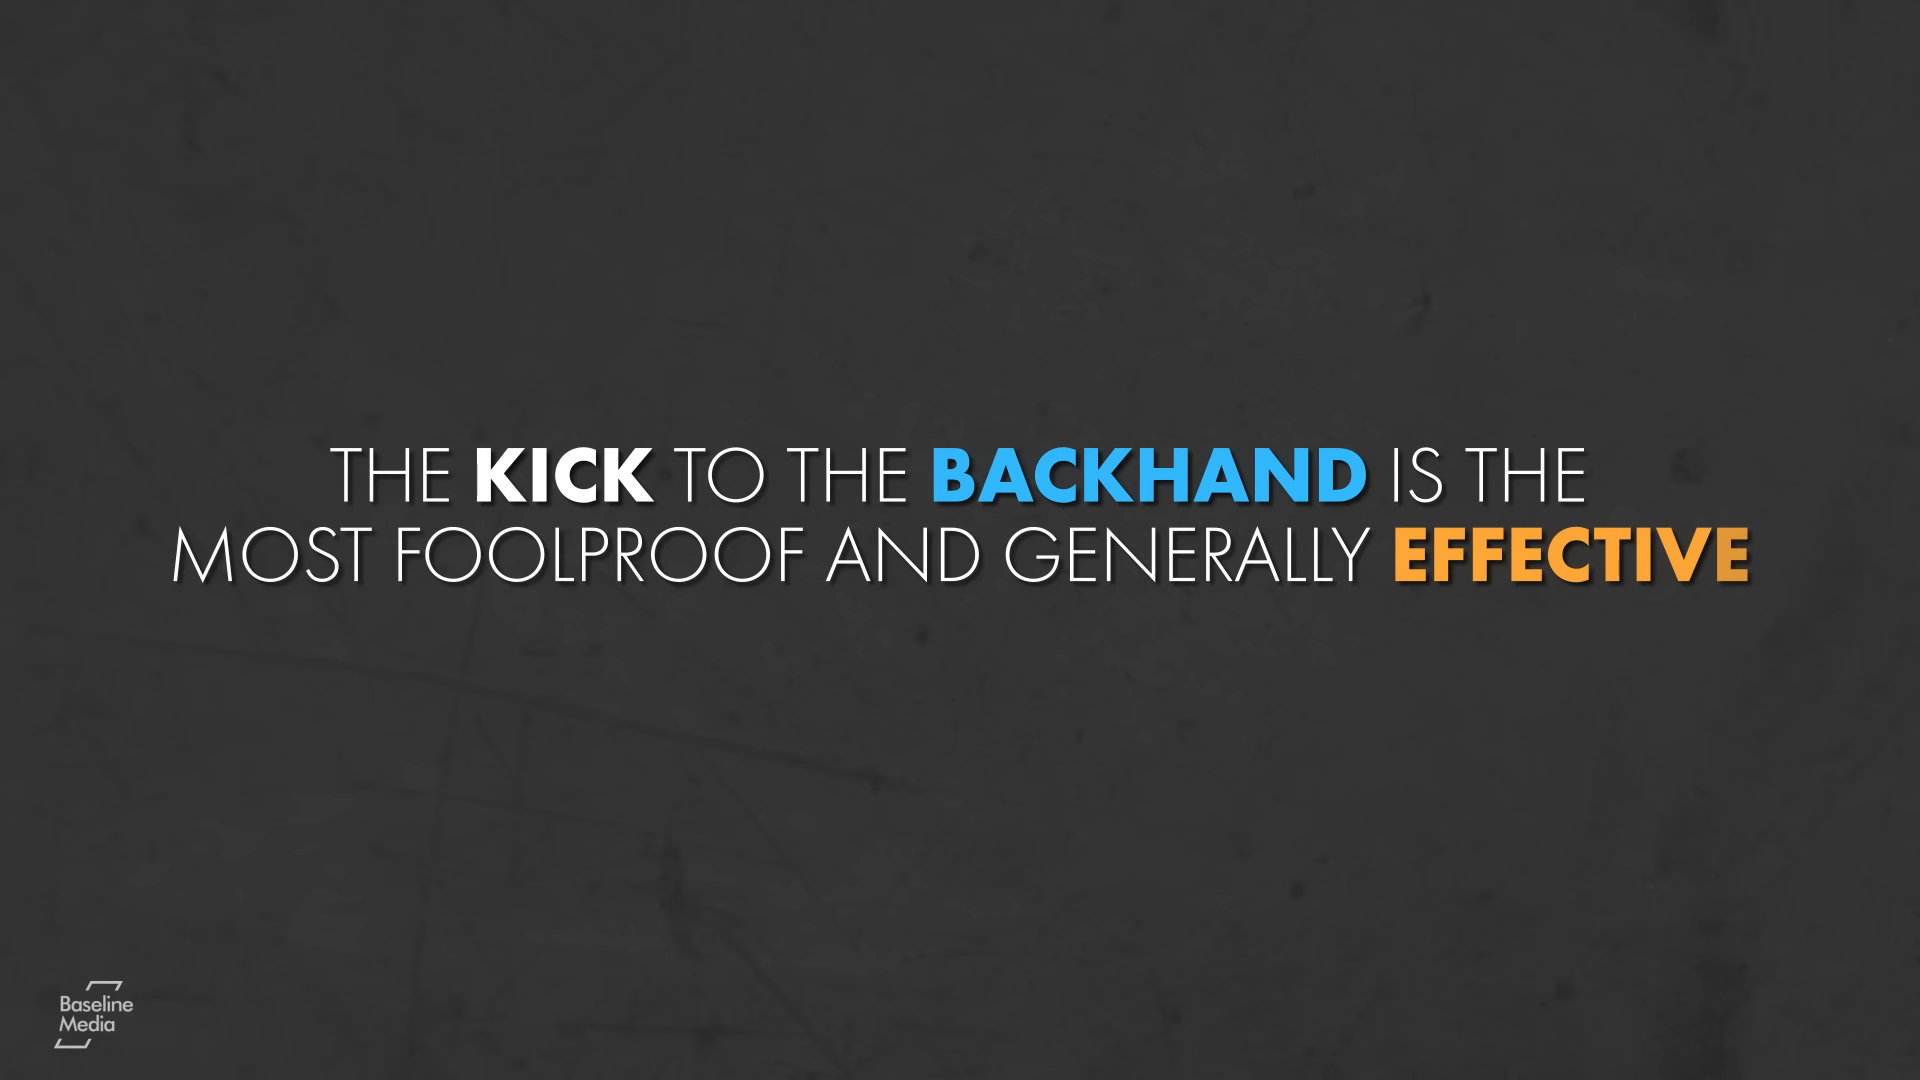 THE KICK TO THE BACKHAND IS THE
MOST FOOLPROOF AND GENERALLY EFFECTIVE
Baseline
Media